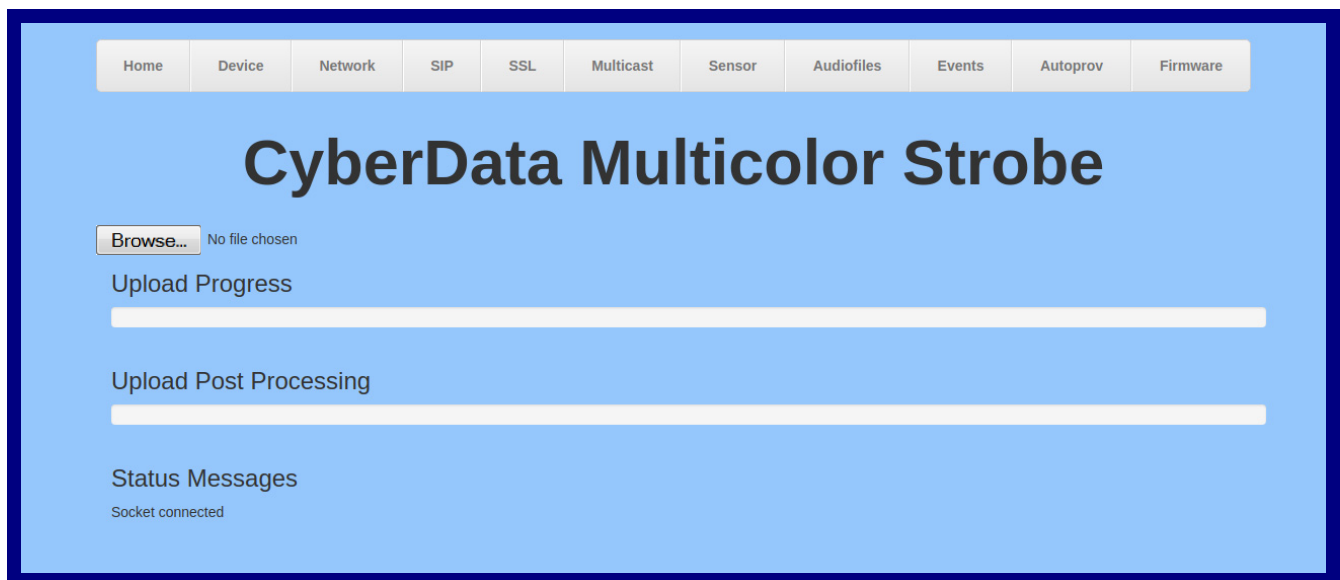 Home Device Network SIP SSL Multicast Sensor Audiofiles Events Autoprov Firmware
CyberData Multicolor Strobe
Browse... No file chosen
Upload Progress
Upload Post Processing
Status Messages
Socket connected